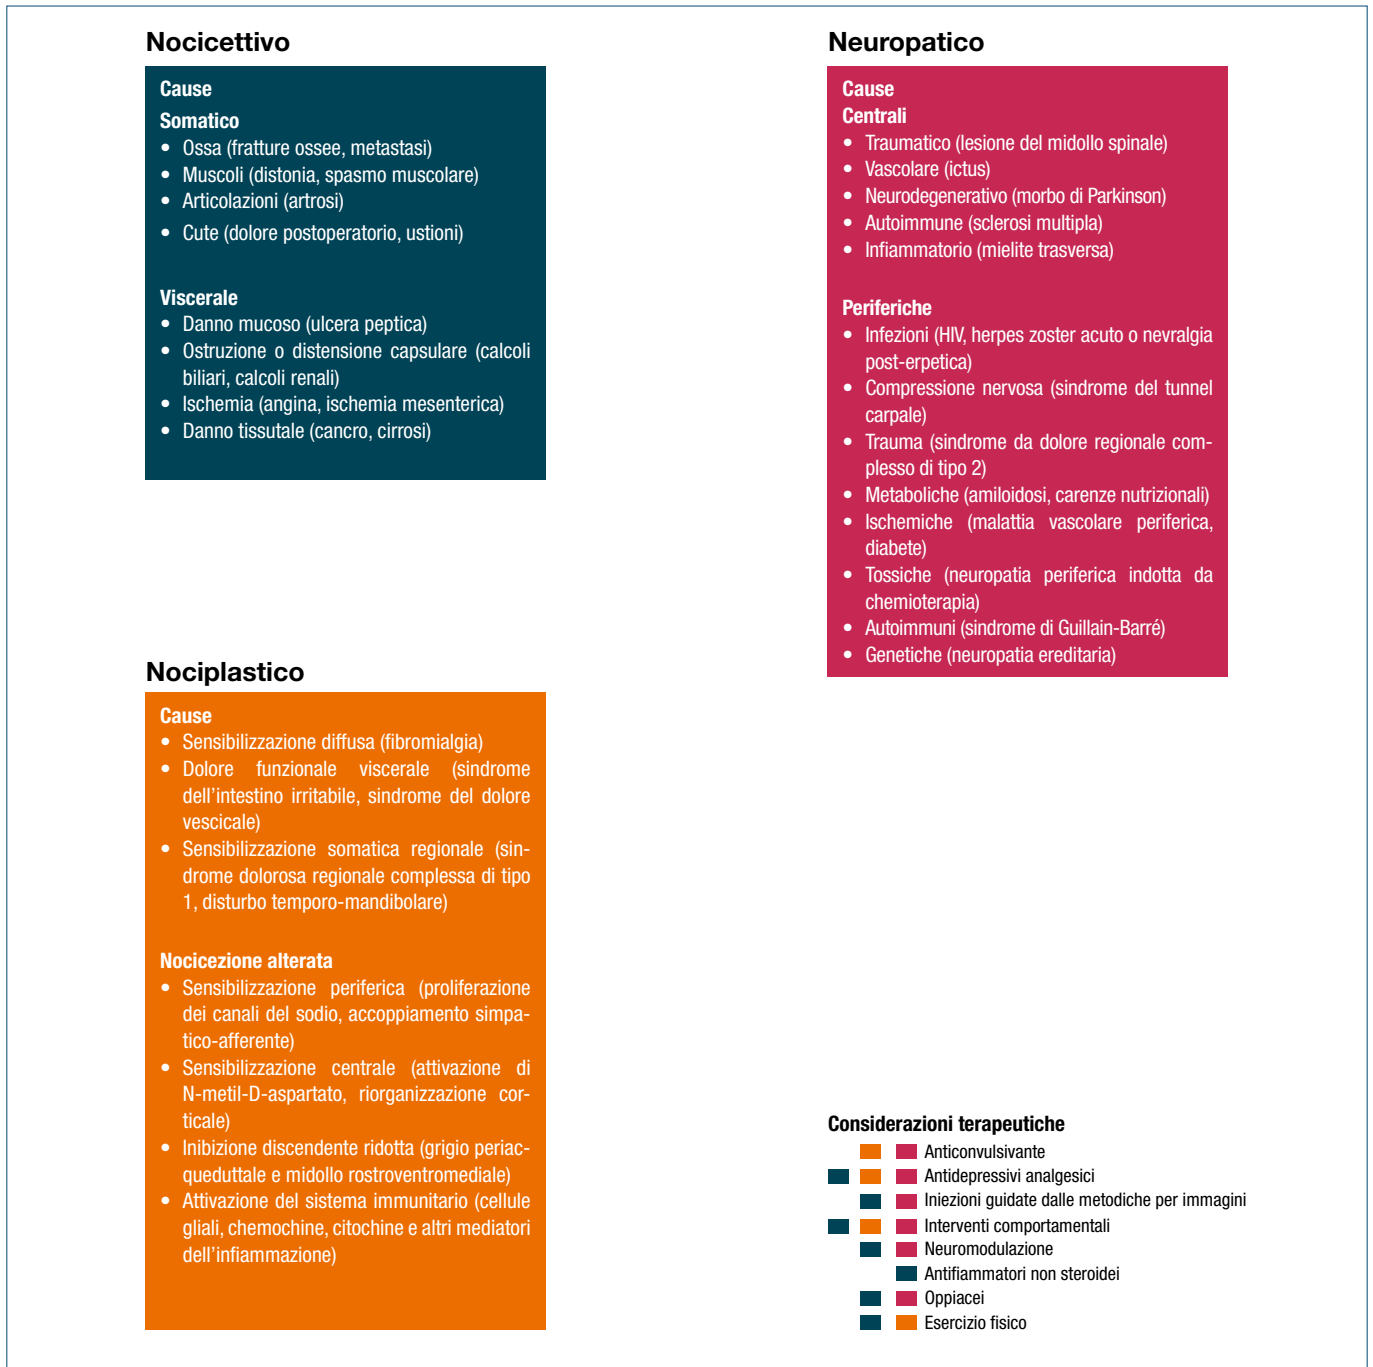 Nocicettivo
Cause
Somatico
• Ossa (fratture ossee, metastasi)
• Muscoli (distonia, spasmo muscolare)
• Articolazioni (artrosi)
• Cute (dolore postoperatorio, ustioni)
Viscerale
• Danno mucoso (ulcera peptica)
• Ostruzione o distensione capsulare (calcoli
biliari, calcoli renali)
• Ischemia (angina, ischemia mesenterica)
• Danno tissutale (cancro, cirrosi)
Neuropatico
Cause
Centrali
• Traumatico (lesione del midollo spinale)
• Vascolare (ictus)
• Neurodegenerativo (morbo di Parkinson)
• Autoimmune (sclerosi multipla)
• Infiammatorio (mielite trasversa)
Periferiche
• Infezioni (HIV, herpes zoster acuto o nevralgia
post-erpetica)
• Compressione nervosa (sindrome del tunnel
carpale)
• Trauma (sindrome da dolore regionale com-
plesso di tipo 2)
• Metaboliche (amiloidosi, carenze nutrizionali)
• Ischemiche (malattia vascolare periferica,
diabete)
• Tossiche (neuropatia periferica indotta da
chemioterapia)
• Autoimmuni (sindrome di Guillain-Barré)
• Genetiche (neuropatia ereditaria)
Nociplastico
Cause
• Sensibilizzazione diffusa (fibromialgia)
• Dolore funzionale viscerale (sindrome
dell'intestino irritabile, sindrome del dolore
vescicale)
• Sensibilizzazione somatica regionale (sin-
drome dolorosa regionale complessa di tipo
1, disturbo temporo-mandibolare)
Nocicezione alterata
• Sensibilizzazione periferica (proliferazione
dei canali del sodio, accoppiamento simpa-
tico-afferente)
• Sensibilizzazione centrale (attivazione di
N-metil-D-aspartato, riorganizzazione cor-
ticale)
• Inibizione discendente ridotta (grigio periac-
queduttale e midollo rostroventromediale)
• Attivazione del sistema immunitario (cellule
gliali, chemochine, citochine e altri mediatori
dell'infiammazione)
Considerazioni terapeutiche
Anticonvulsivante
Antidepressivi analgesici
Iniezioni guidate dalle metodiche per immagini
Interventi comportamentali
Neuromodulazione
Antifiammatori non steroidei
Oppiacei
Esercizio fisico